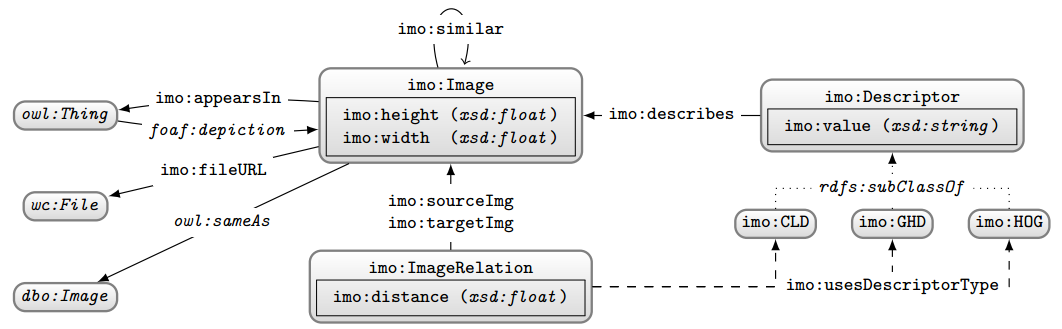 imo:similar
imo:Image
imo:height (xsd:float)
imo:width (xsd:float)
imo:appearsIn
owl:Thing
foaf:depiction
imo:fileURL
wc:File
owl:sameAs
dbo:Image
imo:describes
imo:Descriptor
imo:value (xsd:string)
rdfs:subClassOf
imo:CLD
imo:GHD
imo:HOG
imo:sourceImg
imo:targetImg
imo:ImageRelation
imo:distance (xsd:float)
imo:usesDescriptorType